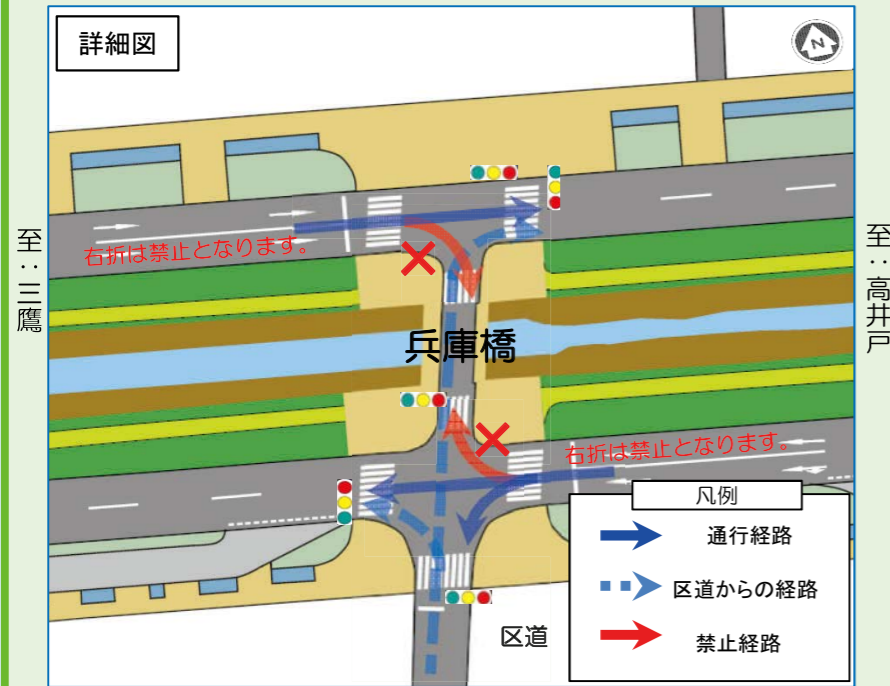 詳細図
N
右折は禁止となります。
至：三鷹
至：高井戸
兵庫橋
右折は禁止となります。
凡例
通行経路
区道からの経路
禁止経路
区道